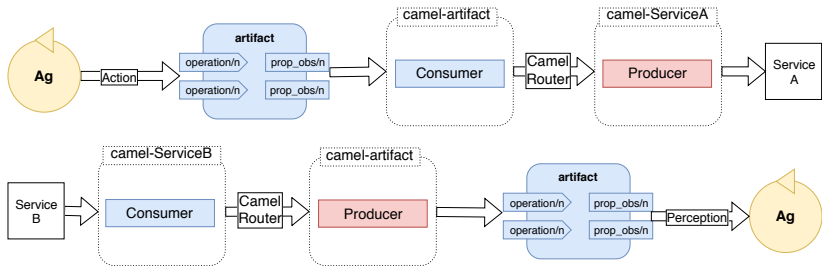 camel-artifact
camel-ServiceA
artifact
Ag
Action
operation/n
prop_obs/n
operation/n
prop_obs/n
Consumer
Camel
Router
Producer
Service
A
camel-ServiceB
camel-artifact
artifact
Service
B
Consumer
Camel
Router
Producer
operation/n
prop_obs/n
operation/n
prop_obs/n
Perception
Ag